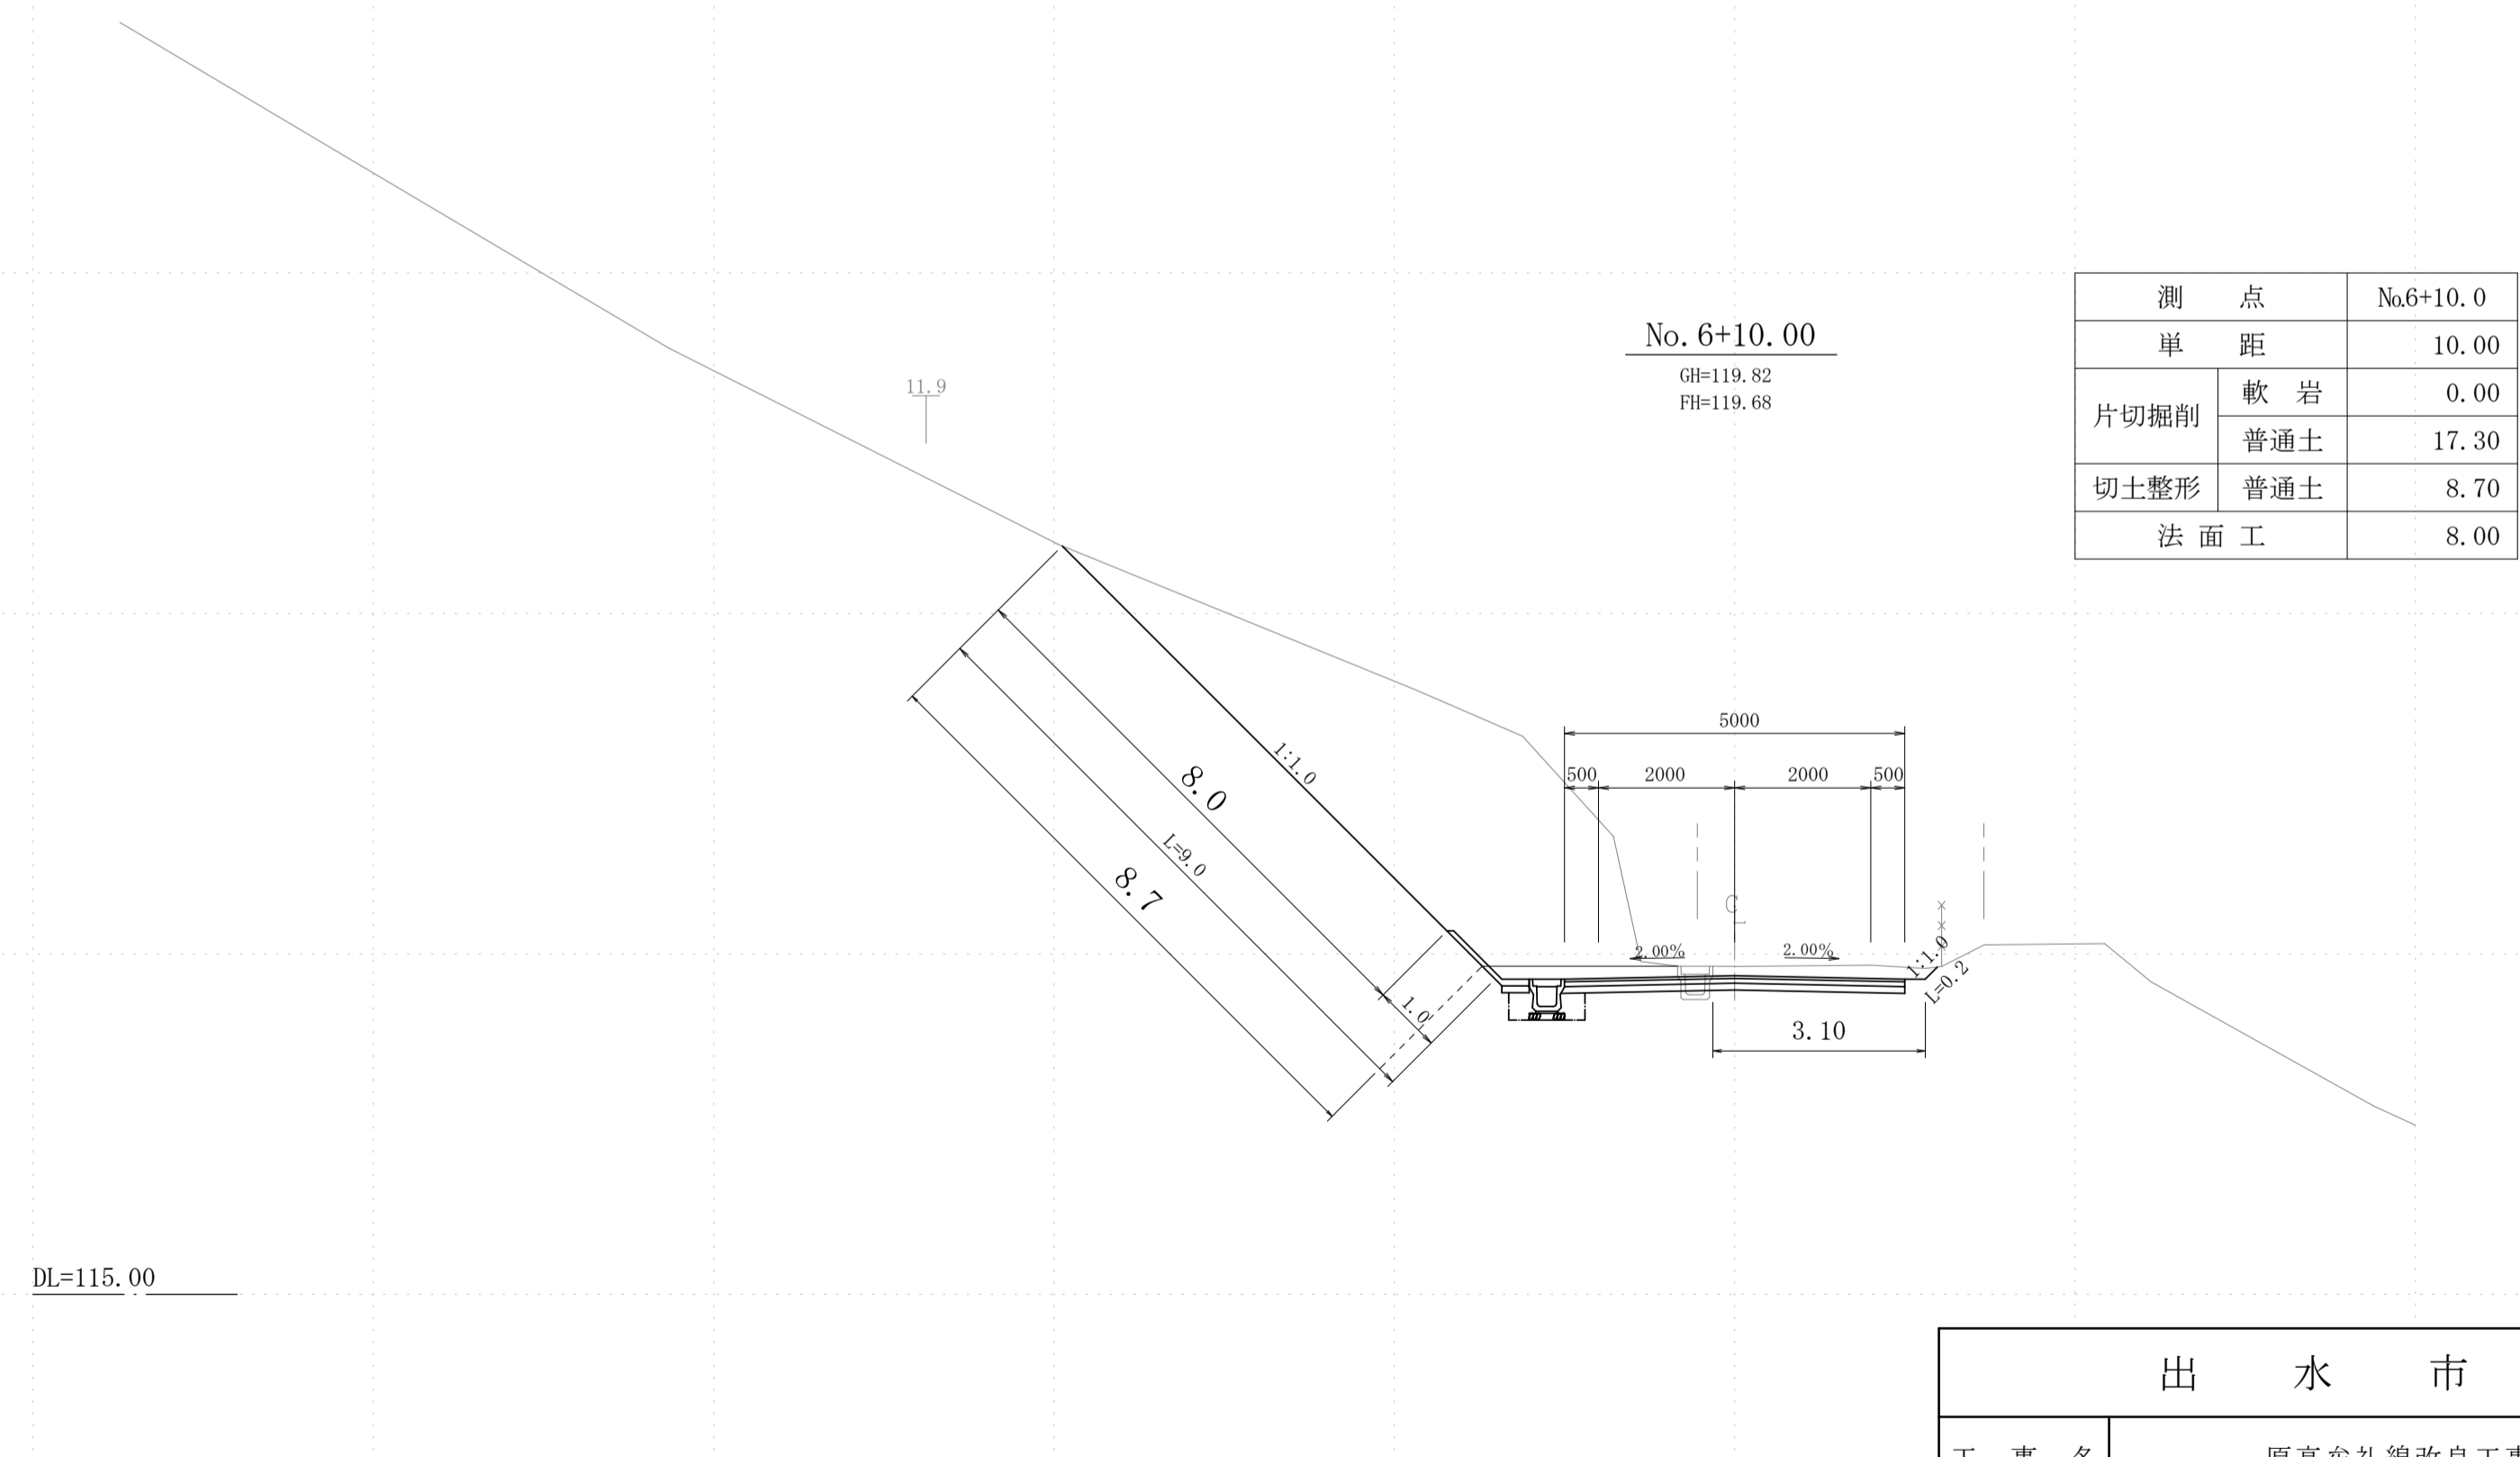 11.9
No.6+10.00
GH=119.82
FH=119.68
測 点 No.6+10.0
単 距 10.00
片切掘削 軟 岩 0.00
普通土 17.30
切土整形 普通土 8.70
法 面 工 8.00
5000
500 2000 2000 500
1:1.0
8.0
L=9.0
8.7
1.0
CL
2.00% 2.00%
1:1.0
L=0.2
3.10
DL=115.00
出 水 市
工 事 名